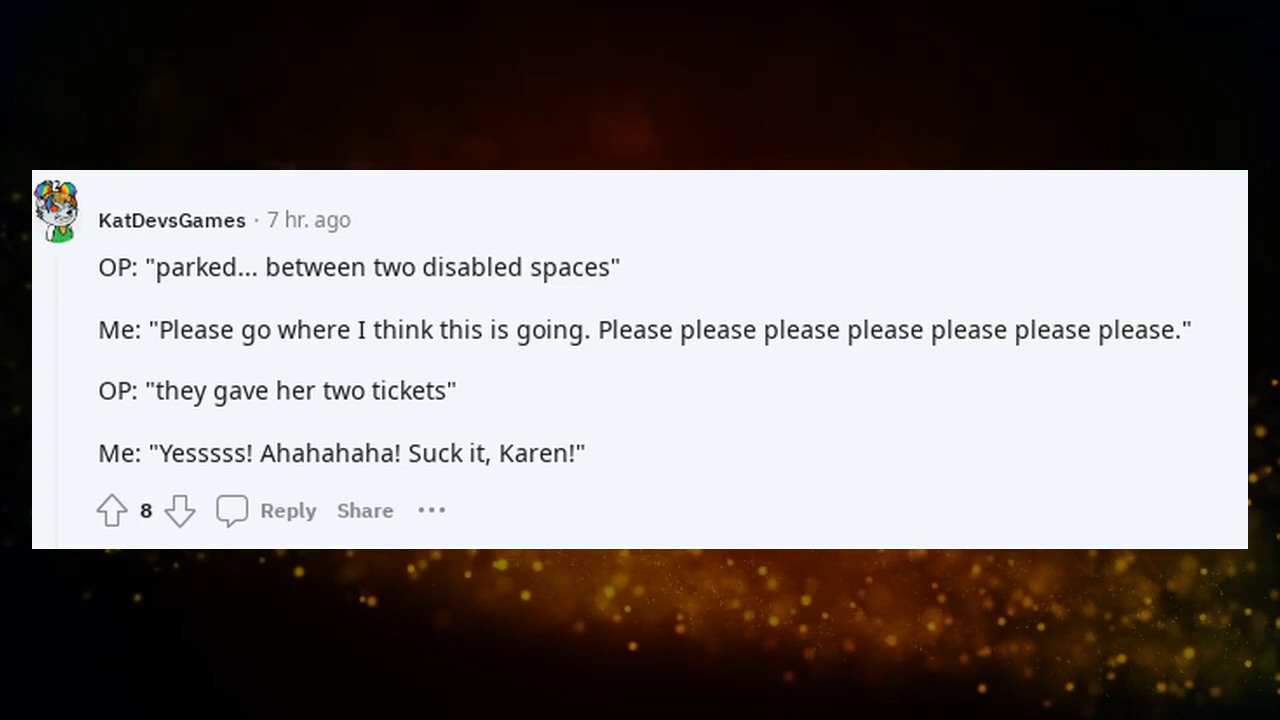 KatDevsGames · 7 hr. ago
OP: "parked... between two disabled spaces"
Me: "Please go where I think this is going. Please please please please please please please."
OP: "they gave her two tickets"
Me: "Yesssss! Ahahahaha! Suck it, Karen!"
8 Reply Share ···